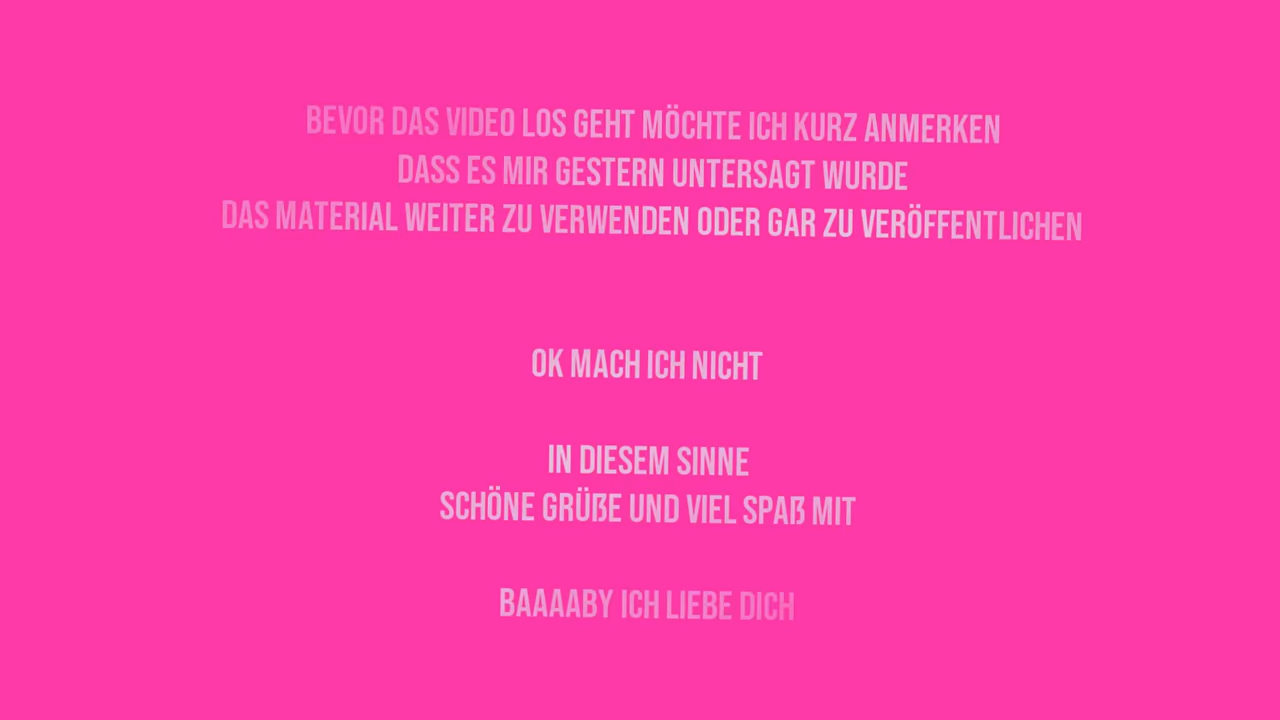 BEVOR DAS VIDEO LOS GEHT MÖCHTE ICH KURZ ANMERKEN
DASS ES MIR GESTERN UNTERSAGT WURDE
DAS MATERIAL WEITER ZU VERWENDEN ODER GAR ZU VERÖFFENTLICHEN
OK MACH ICH NICHT
IN DIESEM SINNE
SCHÖNE GRÜẞE UND VIEL SPAẞ MIT
BAAAABY ICH LIEBE DICH